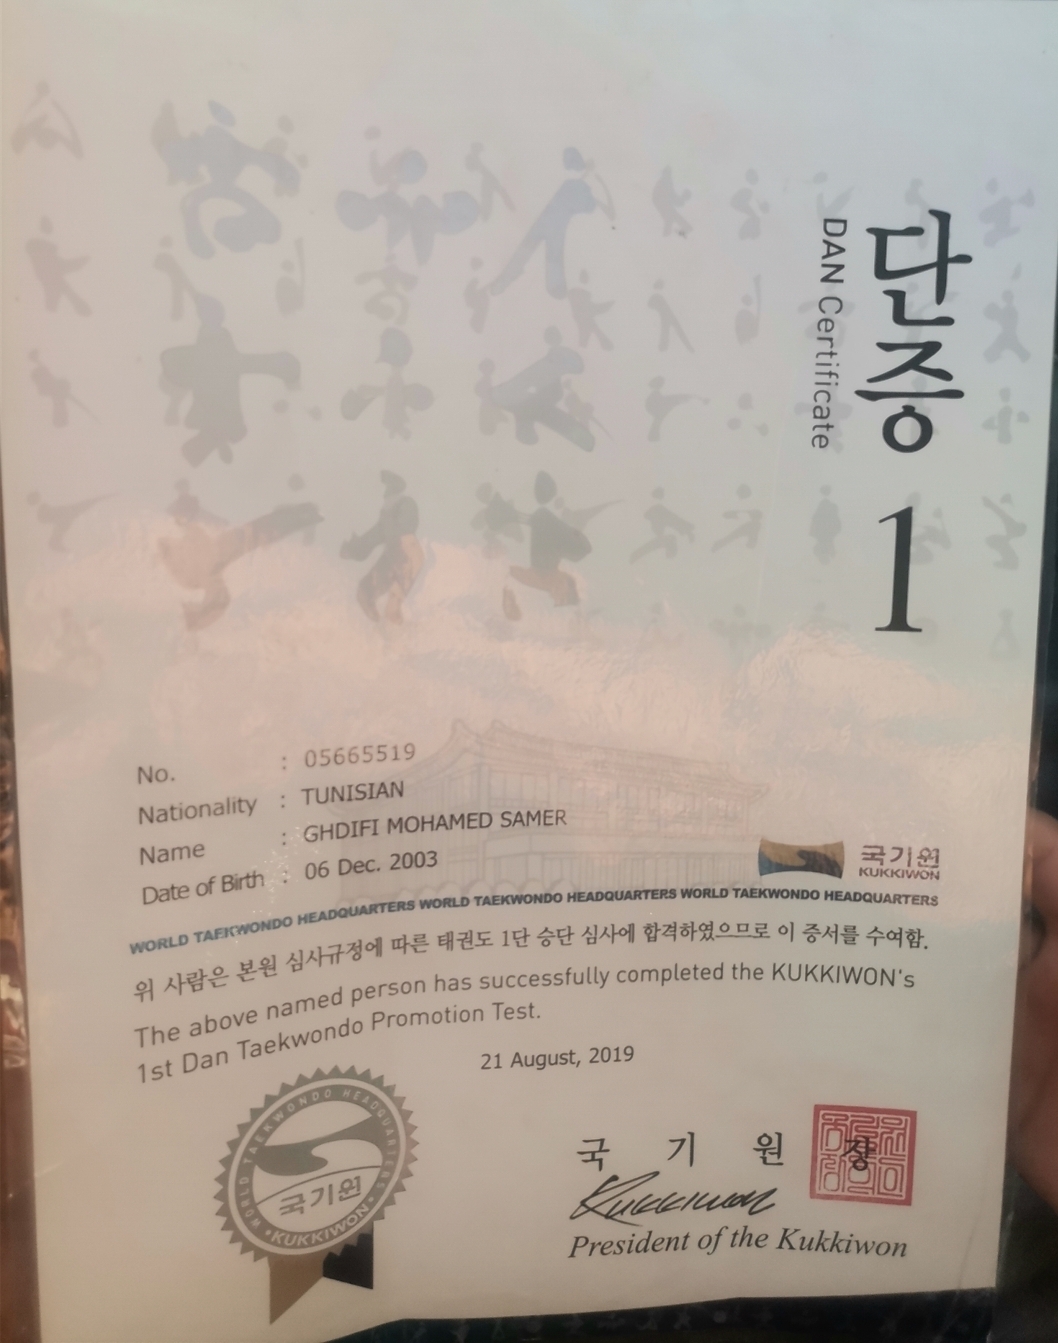 단증 1
DAN Certificate
No. : 05665519
Nationality : TUNISIAN
Name : GHDIFI MOHAMED SAMER
Date of Birth : 06 Dec. 2003
국기원
KUKKIWON
WORLD TAEKWONDO HEADQUARTERS WORLD TAEKWONDO HEADQUARTERS WORLD TAEKWONDO HEADQUARTERS
위 사람은 본원 심사규정에 따른 태권도 1단 승단 심사에 합격하였으므로 이 증서를 수여함.
The above named person has successfully completed the KUKKIWON's
1st Dan Taekwondo Promotion Test.
21 August, 2019
WORLD TAEKWONDO HEADQUARTERS
국기원
KUKKIWON
국 기 원 장
Kukkiwon
President of the Kukkiwon